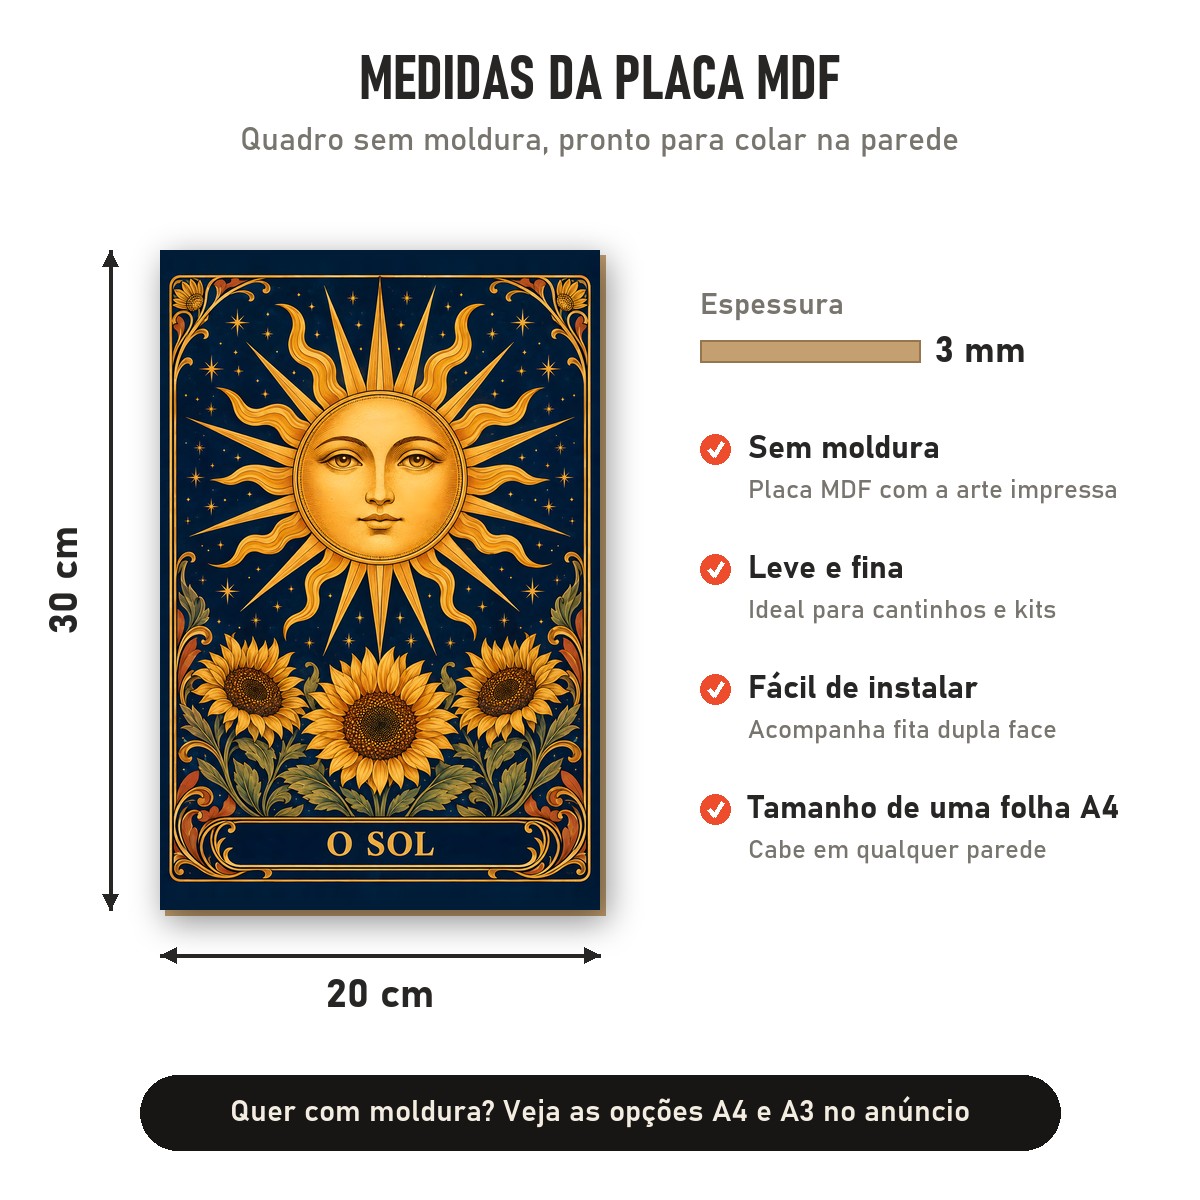 MEDIDAS DA PLACA MDF
Quadro sem moldura, pronto para colar na parede
30 cm
O SOL
20 cm
Espessura
3 mm
Sem moldura
Placa MDF com a arte impressa
Leve e fina
Ideal para cantinhos e kits
Fácil de instalar
Acompanha fita dupla face
Tamanho de uma folha A4
Cabe em qualquer parede
Quer com moldura? Veja as opções A4 e A3 no anúncio